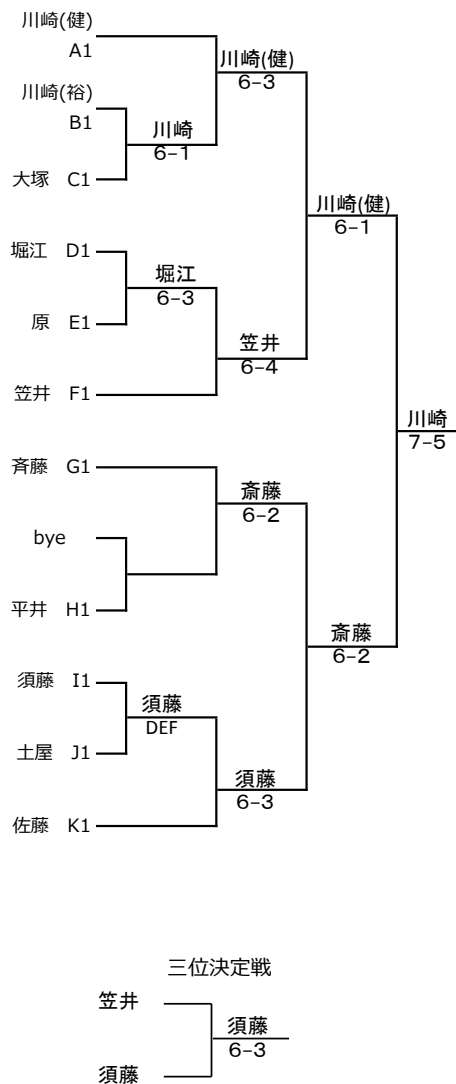 川崎(健)
A1
川崎(健)
6-3
川崎(裕)
B1
川崎
6-1
大塚 C1
川崎(健)
6-1
堀江 D1
堀江
6-3
原 E1
笠井
6-4
笠井 F1
川崎
7-5
斉藤 G1
斎藤
6-2
bye
平井 H1
斎藤
6-2
須藤 I1
須藤
DEF
土屋 J1
須藤
6-3
佐藤 K1
三位決定戦
笠井
須藤
6-3
須藤